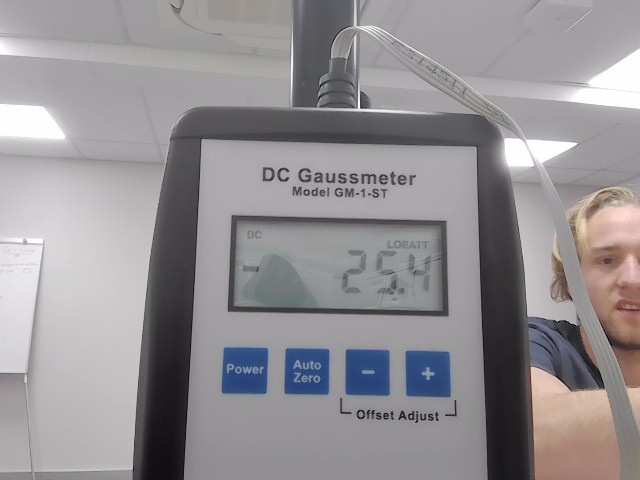 DC Gaussmeter
Model GM-1-ST
DC
LOBATT
- 25.4
Power
Auto
Zero
-
+
Offset Adjust